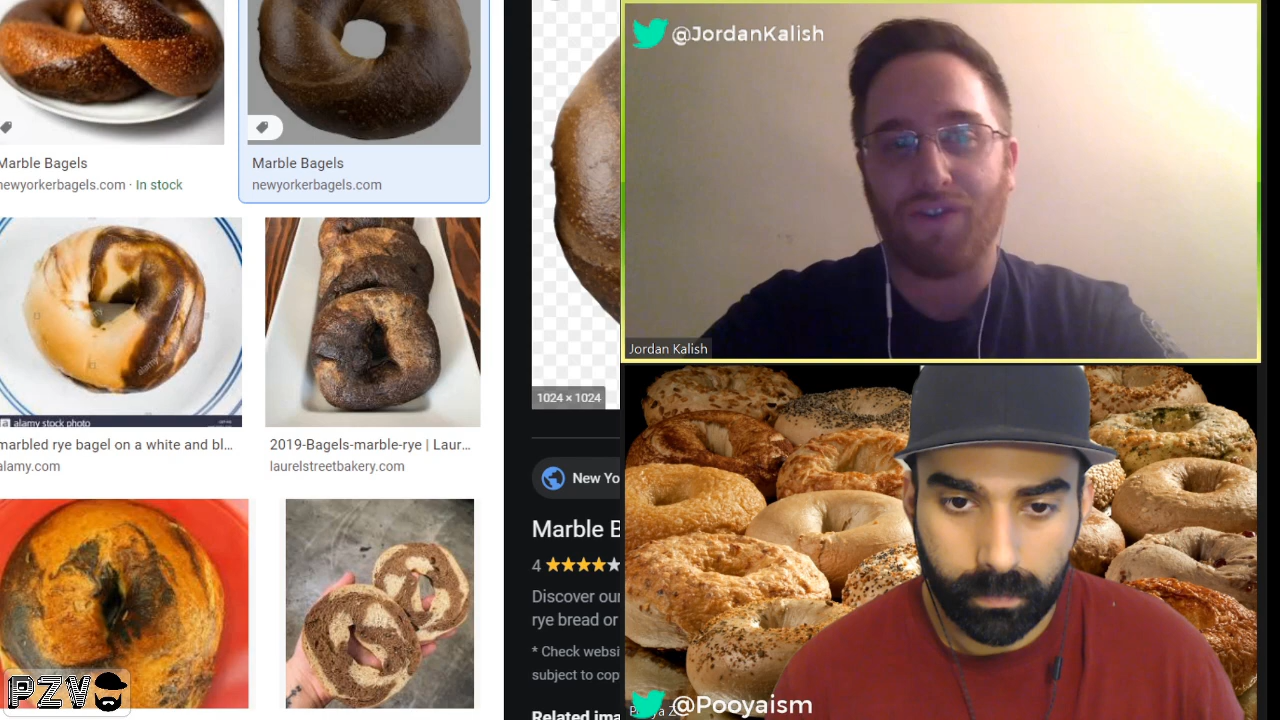 Marble Bagels
newyorkerbagels.com · In stock
Marble Bagels
newyorkerbagels.com
alamy stock photo
marbled rye bagel on a white and bl...
alamy.com
2019-Bagels-marble-rye | Laur...
laurelstreetbakery.com
PZV
1024 × 1024
New Yo
Marble B
4
Discover our
rye bread or
* Check websi
subject to cop
Related ima
@JordanKalish
Jordan Kalish
@Pooyaism